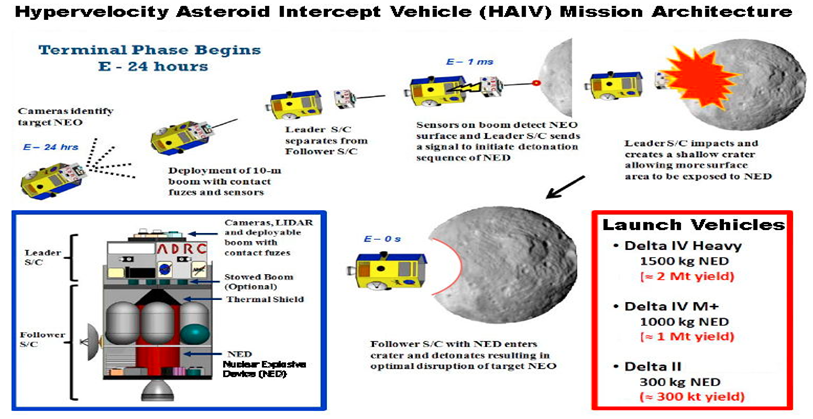 Hypervelocity Asteroid Intercept Vehicle (HAIV) Mission Architecture
Terminal Phase Begins
E - 24 hours
Cameras identify
target NEO
E – 24 hrs
Deployment of 10-m
boom with contact
fuzes and sensors
Leader S/C
separates from
Follower S/C
E – 1 ms
Sensors on boom detect NEO
surface and Leader S/C sends
a signal to initiate detonation
sequence of NED
Leader S/C impacts and
creates a shallow crater
allowing more surface
area to be exposed to NED
Leader
S/C
Follower
S/C
ADRC
Cameras, LIDAR
and deployable
boom with
contact fuzes
Stowed Boom
(Optional)
Thermal Shield
NED
Nuclear Explosive
Device (NED)
E – 0 s
Follower S/C with NED enters
crater and detonates resulting in
optimal disruption of target NEO
Launch Vehicles
• Delta IV Heavy
1500 kg NED
(≈ 2 Mt yield)
• Delta IV M+
1000 kg NED
(≈ 1 Mt yield)
• Delta II
300 kg NED
(≈ 300 kt yield)